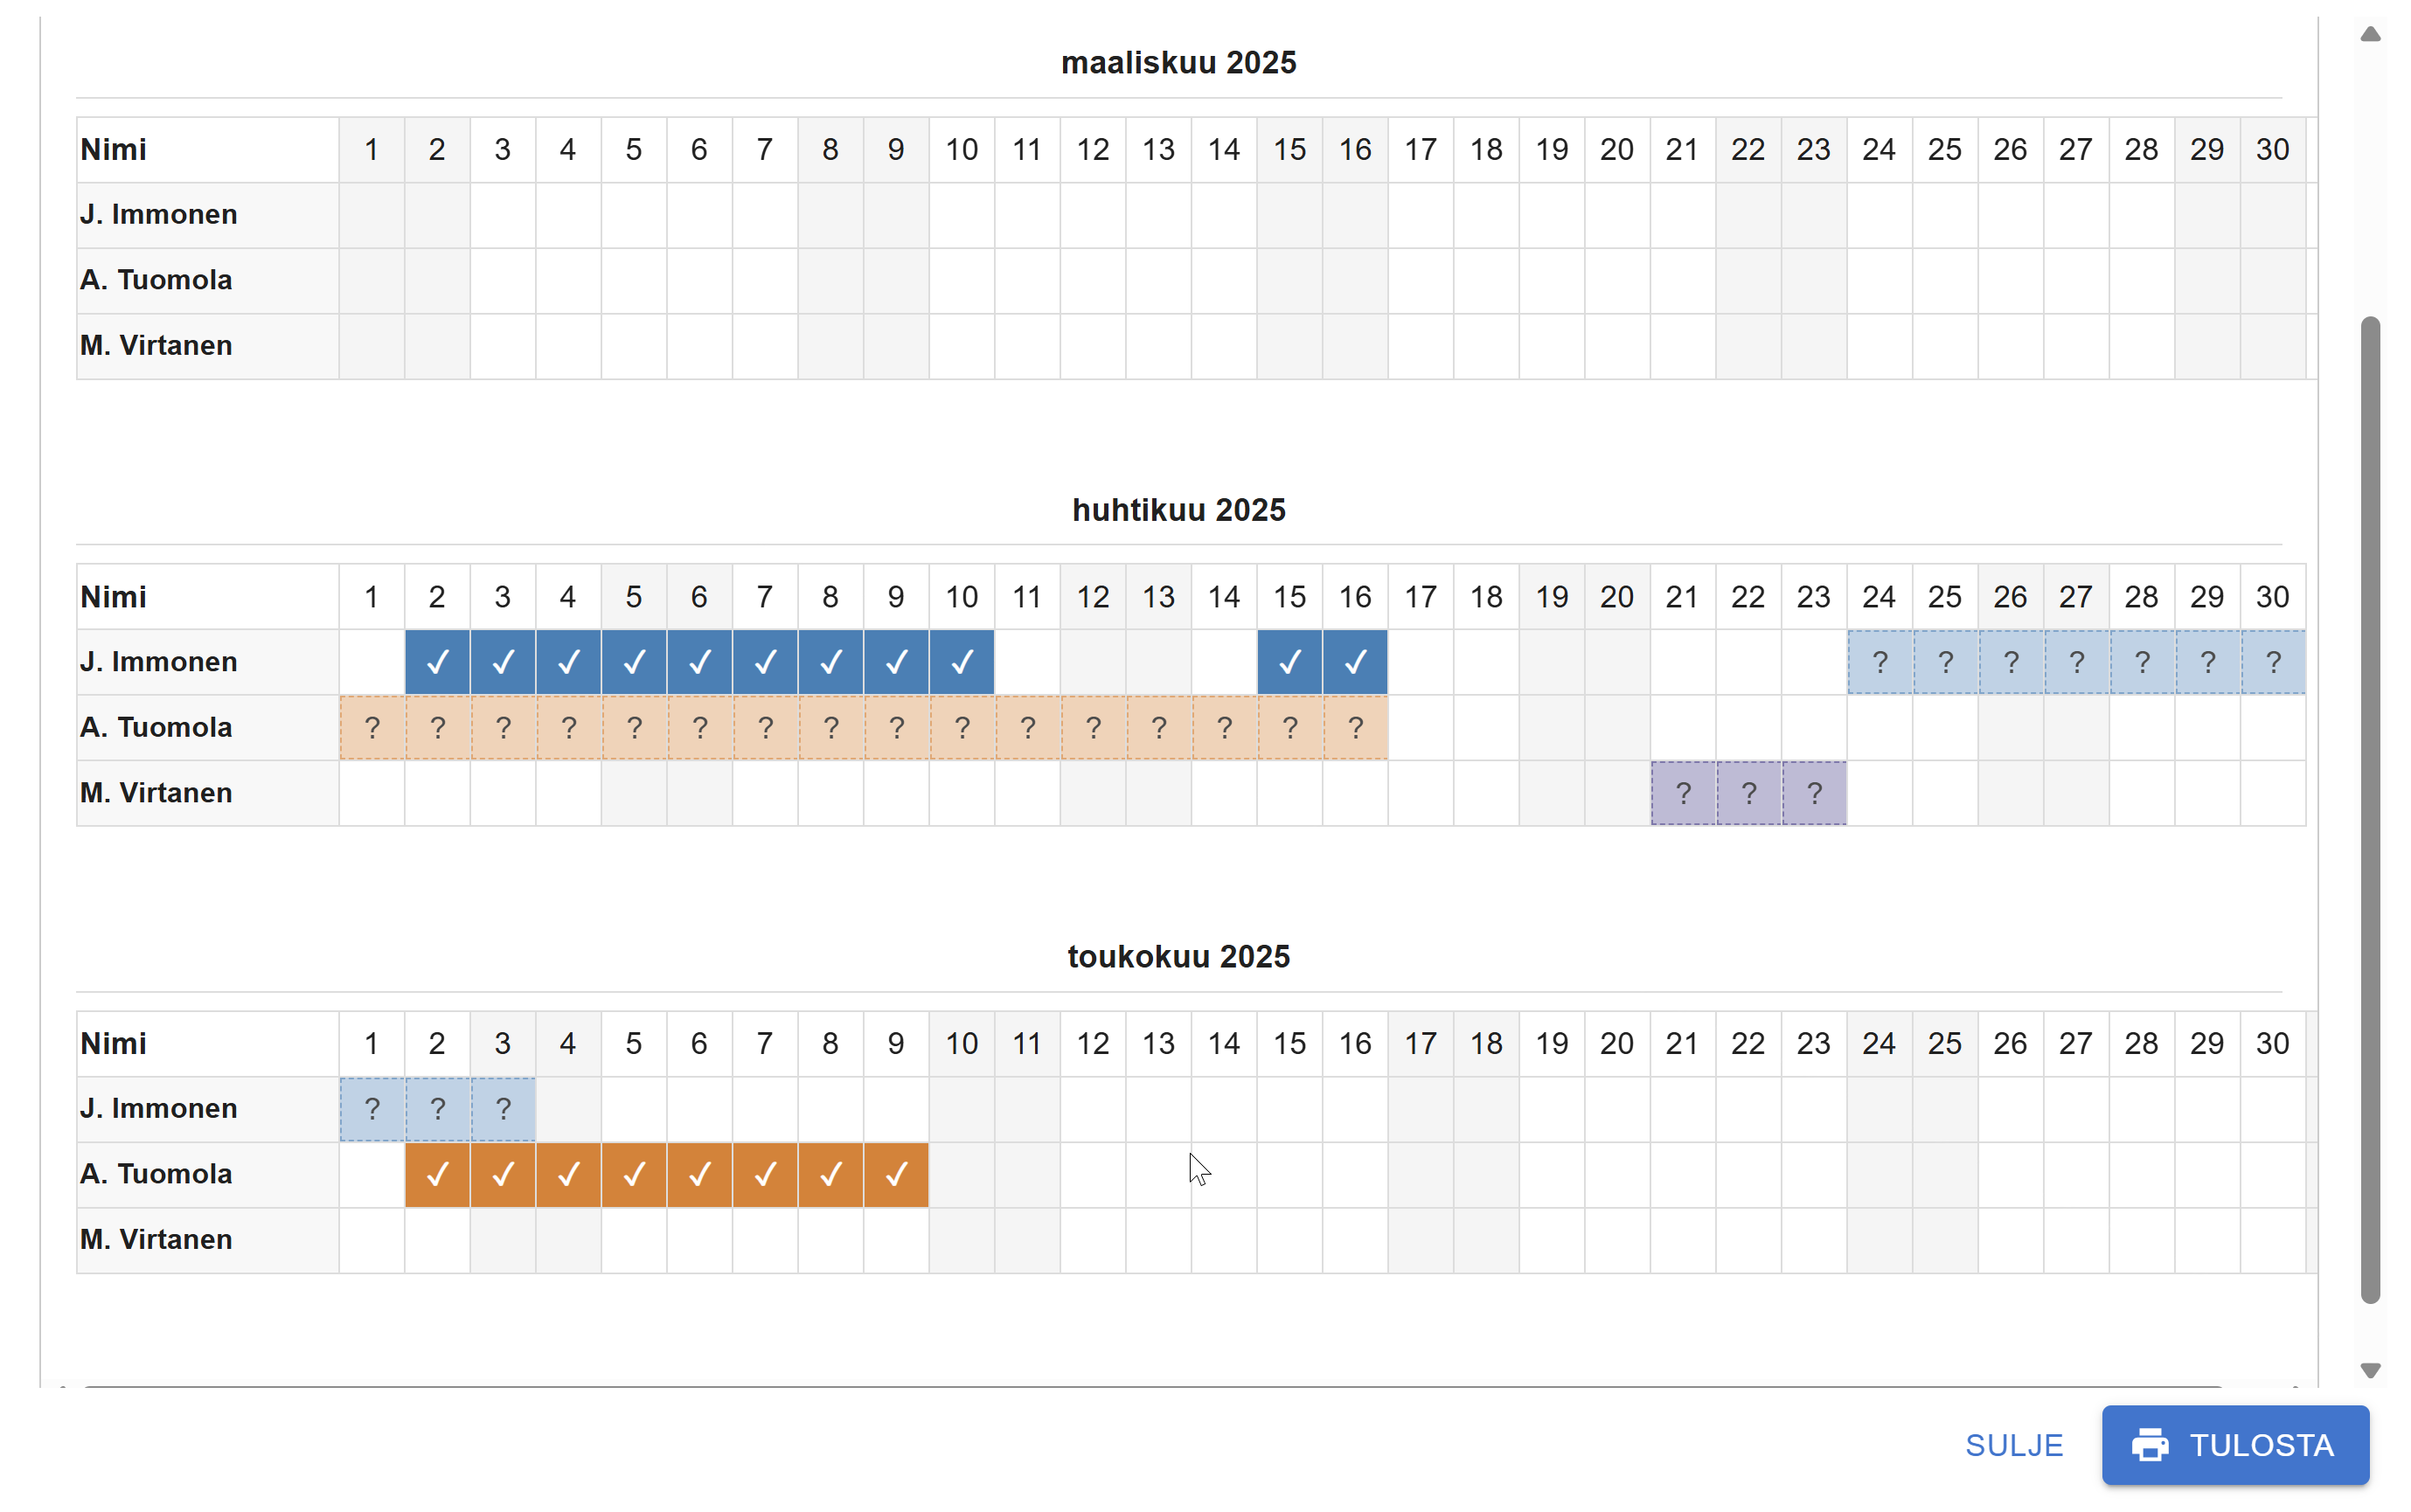 maaliskuu 2025
Nimi 1 2 3 4 5 6 7 8 9 10 11 12 13 14 15 16 17 18 19 20 21 22 23 24 25 26 27 28 29 30
J. Immonen
A. Tuomola
M. Virtanen
huhtikuu 2025
Nimi 1 2 3 4 5 6 7 8 9 10 11 12 13 14 15 16 17 18 19 20 21 22 23 24 25 26 27 28 29 30
J. Immonen ✓ ✓ ✓ ✓ ✓ ✓ ✓ ✓ ✓ ✓ ✓ ? ? ? ? ? ? ?
A. Tuomola ? ? ? ? ? ? ? ? ? ? ? ? ? ? ? ?
M. Virtanen ? ? ?
toukokuu 2025
Nimi 1 2 3 4 5 6 7 8 9 10 11 12 13 14 15 16 17 18 19 20 21 22 23 24 25 26 27 28 29 30
J. Immonen ? ? ?
A. Tuomola ✓ ✓ ✓ ✓ ✓ ✓ ✓ ✓
M. Virtanen
SULJE TULOSTA